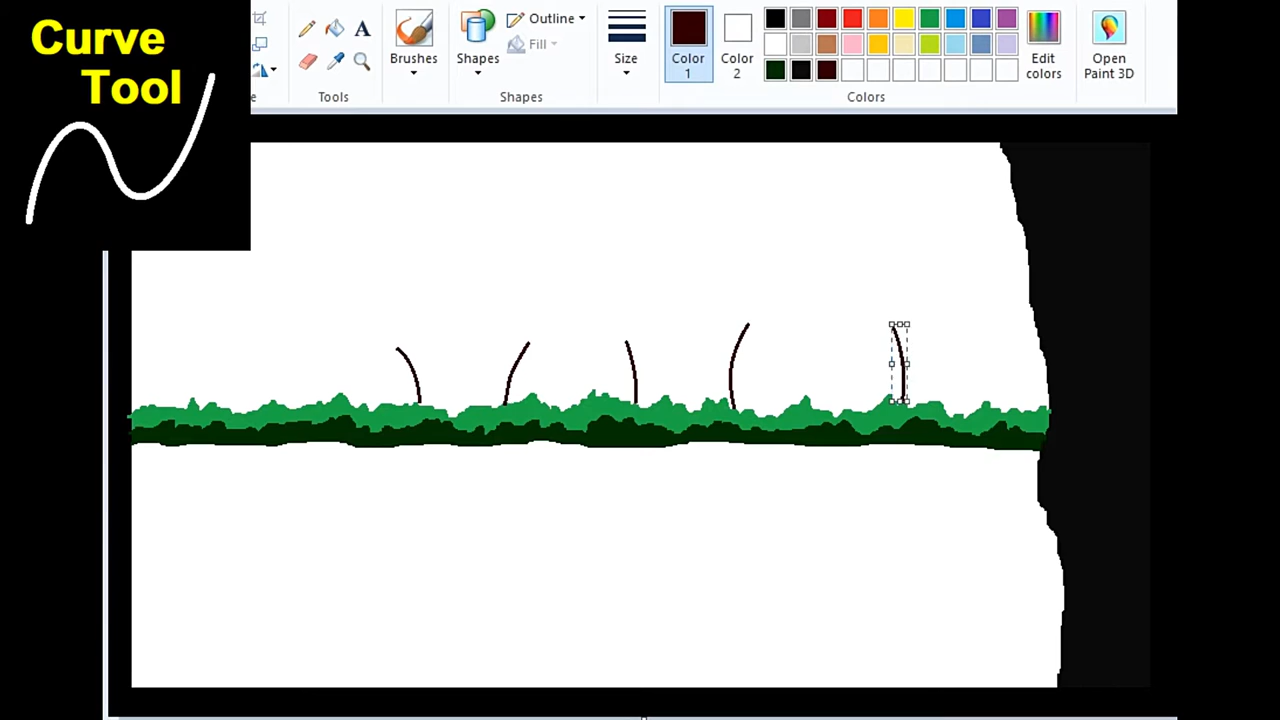 Curve
Tool
Outline
Fill
Brushes
Shapes
Size
Color
1
Color
2
Edit
colors
Open
Paint 3D
e
Tools
Shapes
Colors